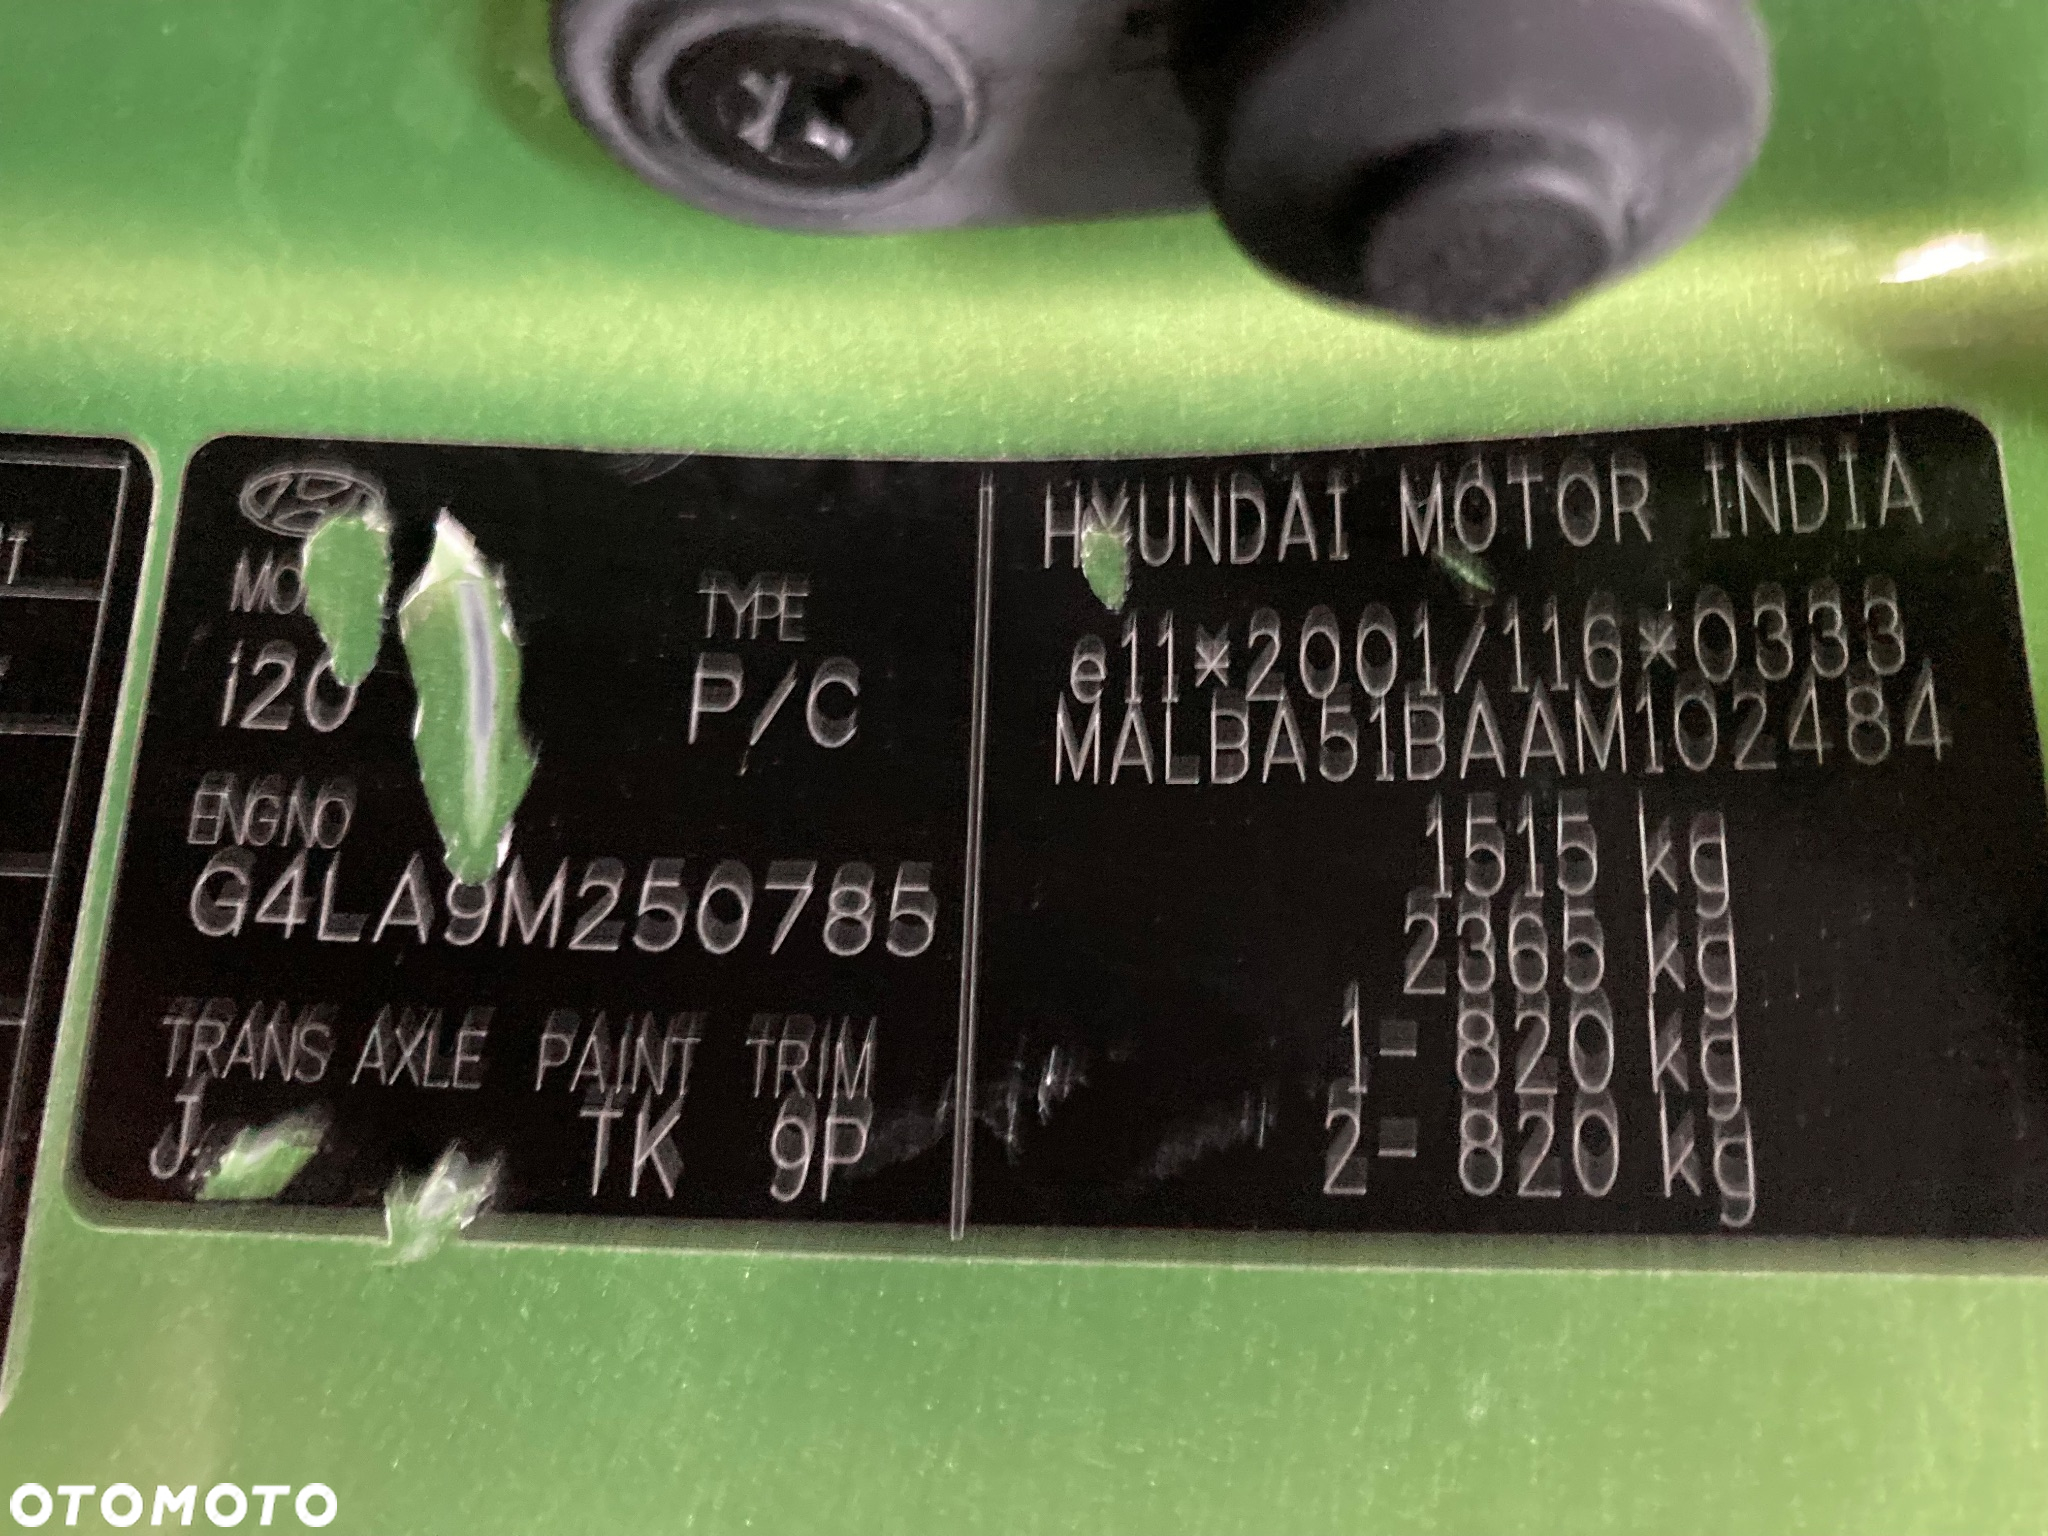 HYUNDAI MOTOR INDIA
TYPE
e11*2001/116*0333
i20 P/C
MALBA51BAAM102484
ENGNO
1515 kg
G4LA9M250785
2365 kg
TRANS AXLE PAINT TRIM
1- 820 kg
J TK 9P
2- 820 kg
OTOMOTO